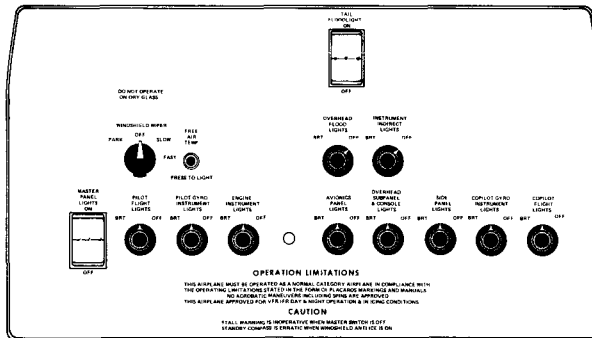 TAIL
FLOODLIGHT
ON
OFF
DO NOT OPERATE
ON DRY GLASS
WINDSHIELD WIPER
OFF
PARK
SLOW
FAST
FREE
AIR
TEMP
PRESS TO LIGHT
OVERHEAD
FLOOD
LIGHTS
BRT
OFF
INSTRUMENT
INDIRECT
LIGHTS
BRT
OFF
MASTER
PANEL
LIGHTS
ON
OFF
PILOT
FLIGHT
LIGHTS
BRT
OFF
PILOT GYRO
INSTRUMENT
LIGHTS
BRT
OFF
ENGINE
INSTRUMENT
LIGHTS
BRT
OFF
AVIONICS
PANEL
LIGHTS
BRT
OFF
OVERHEAD
SUBPANEL
& CONSOLE
LIGHTS
BRT
OFF
SIDE
PANEL
LIGHTS
BRT
OFF
COPILOT GYRO
INSTRUMENT
LIGHTS
BRT
OFF
COPILOT
FLIGHT
LIGHTS
BRT
OFF
OPERATION LIMITATIONS
THIS AIRPLANE MUST BE OPERATED AS A NORMAL CATEGORY AIRPLANE IN COMPLIANCE WITH
THE OPERATING LIMITATIONS STATED IN THE FORM OF PLACARDS MARKINGS AND MANUALS
NO ACROBATIC MANEUVERS INCLUDING SPINS ARE APPROVED
THIS AIRPLANE APPROVED FOR VFR IFR DAY & NIGHT OPERATION & IN ICING CONDITIONS
CAUTION
STALL WARNING IS INOPERATIVE WHEN MASTER SWITCH IS OFF
STANDBY COMPASS IS ERRATIC WHEN WINDSHIELD ANTI ICE IS ON